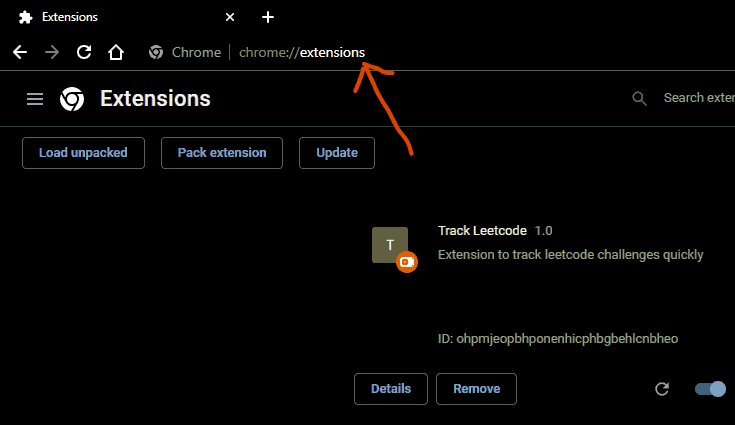 Extensions
Chrome chrome://extensions
Extensions
Search exten
Load unpacked Pack extension Update
T
Track Leetcode 1.0
Extension to track leetcode challenges quickly
ID: ohpmjeopbhponenhicphbgbehlcnbheo
Details Remove